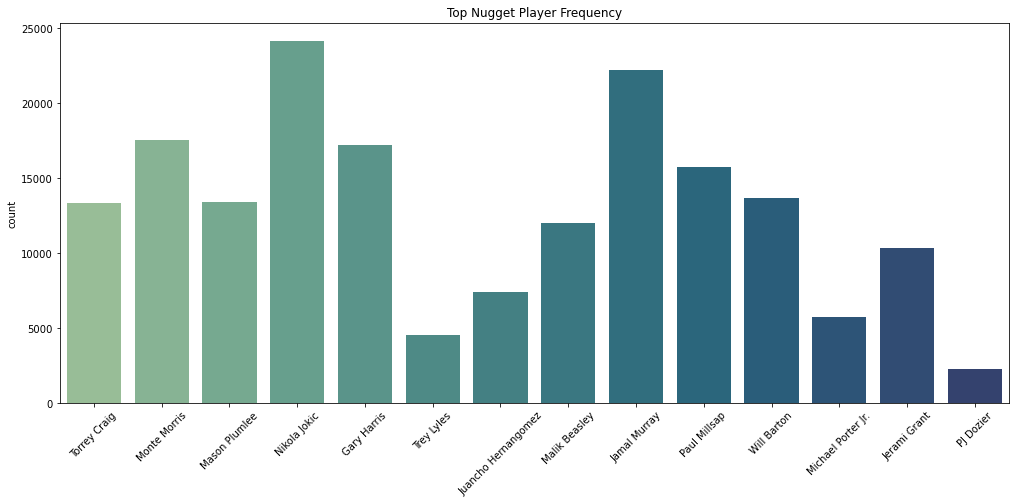 Top Nugget Player Frequency
25000
20000
15000
10000
5000
0
count
Torrey Craig
Monte Morris
Mason Plumlee
Nikola Jokic
Gary Harris
Trey Lyles
Juancho Hernangomez
Malik Beasley
Jamal Murray
Paul Millsap
Will Barton
Michael Porter Jr.
Jerami Grant
PJ Dozier